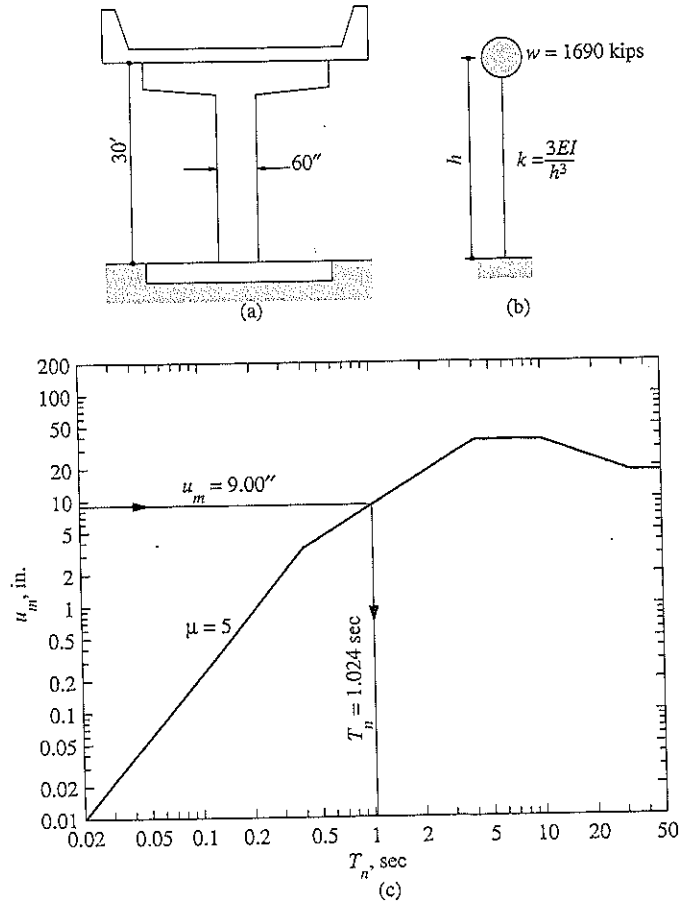 30′
60″
(a)
w = 1690 kips
h
k = 3EI/h³
(b)
200
100
50
20
10
5
2
1
0.5
0.2
0.1
0.05
0.02
0.01
u_m, in.
u_m = 9.00″
μ = 5
T_n = 1.024 sec
0.02 0.05 0.1 0.2 0.5 1 2 5 10 20 50
T_n, sec
(c)